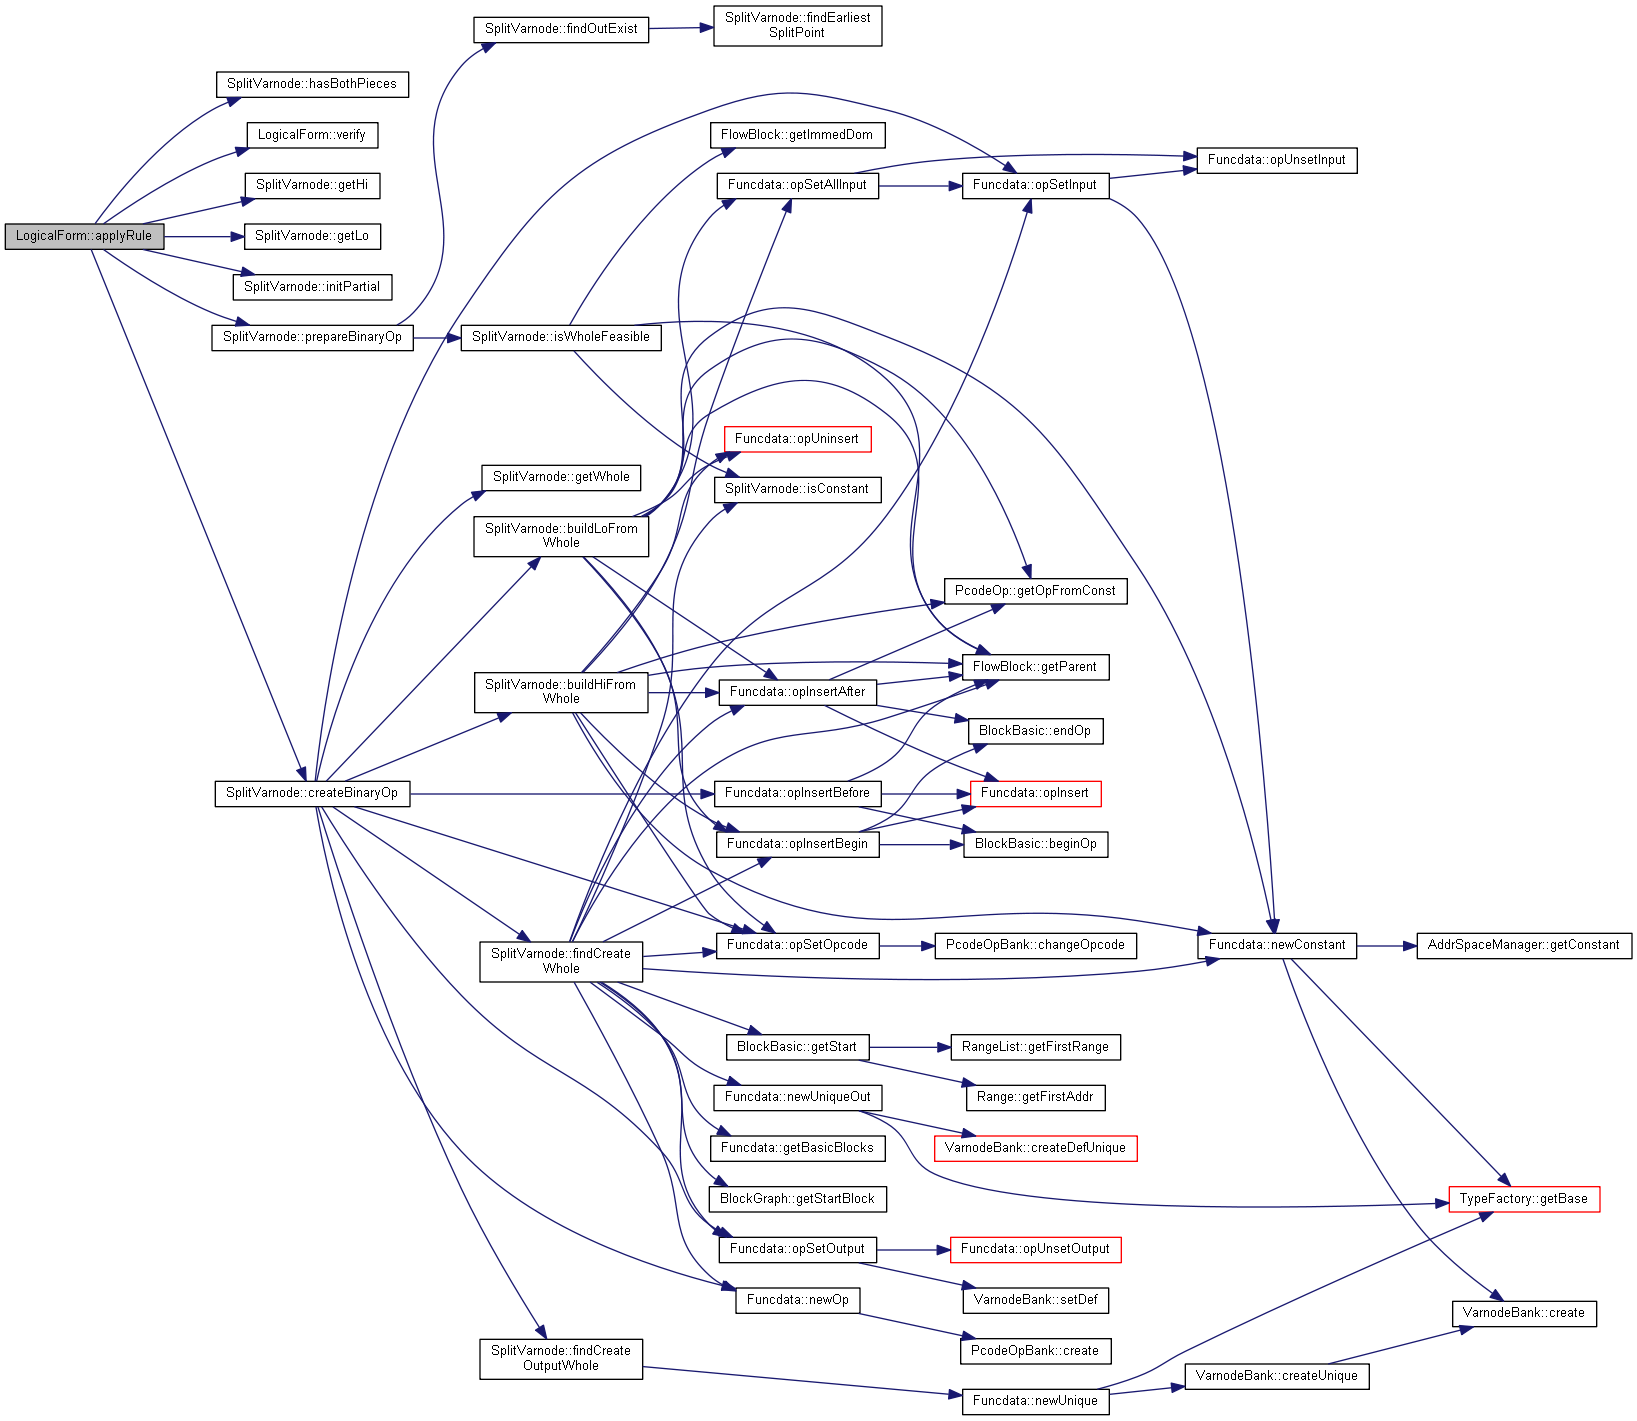 SplitVarnode::findOutExist
SplitVarnode::findEarliest
SplitPoint
SplitVarnode::hasBothPieces
LogicalForm::verify
FlowBlock::getImmedDom
Funcdata::opUnsetInput
SplitVarnode::getHi
Funcdata::opSetAllInput
Funcdata::opSetInput
LogicalForm::applyRule
SplitVarnode::getLo
SplitVarnode::initPartial
SplitVarnode::prepareBinaryOp
SplitVarnode::isWholeFeasible
Funcdata::opUninsert
SplitVarnode::getWhole
SplitVarnode::isConstant
SplitVarnode::buildLoFrom
Whole
PcodeOp::getOpFromConst
FlowBlock::getParent
SplitVarnode::buildHiFrom
Whole
Funcdata::opInsertAfter
BlockBasic::endOp
SplitVarnode::createBinaryOp
Funcdata::opInsertBefore
Funcdata::opInsert
Funcdata::opInsertBegin
BlockBasic::beginOp
SplitVarnode::findCreate
Whole
Funcdata::opSetOpcode
PcodeOpBank::changeOpcode
Funcdata::newConstant
AddrSpaceManager::getConstant
BlockBasic::getStart
RangeList::getFirstRange
Funcdata::newUniqueOut
Range::getFirstAddr
Funcdata::getBasicBlocks
VarnodeBank::createDefUnique
BlockGraph::getStartBlock
TypeFactory::getBase
Funcdata::opSetOutput
Funcdata::opUnsetOutput
Funcdata::newOp
VarnodeBank::setDef
VarnodeBank::create
SplitVarnode::findCreate
OutputWhole
PcodeOpBank::create
VarnodeBank::createUnique
Funcdata::newUnique